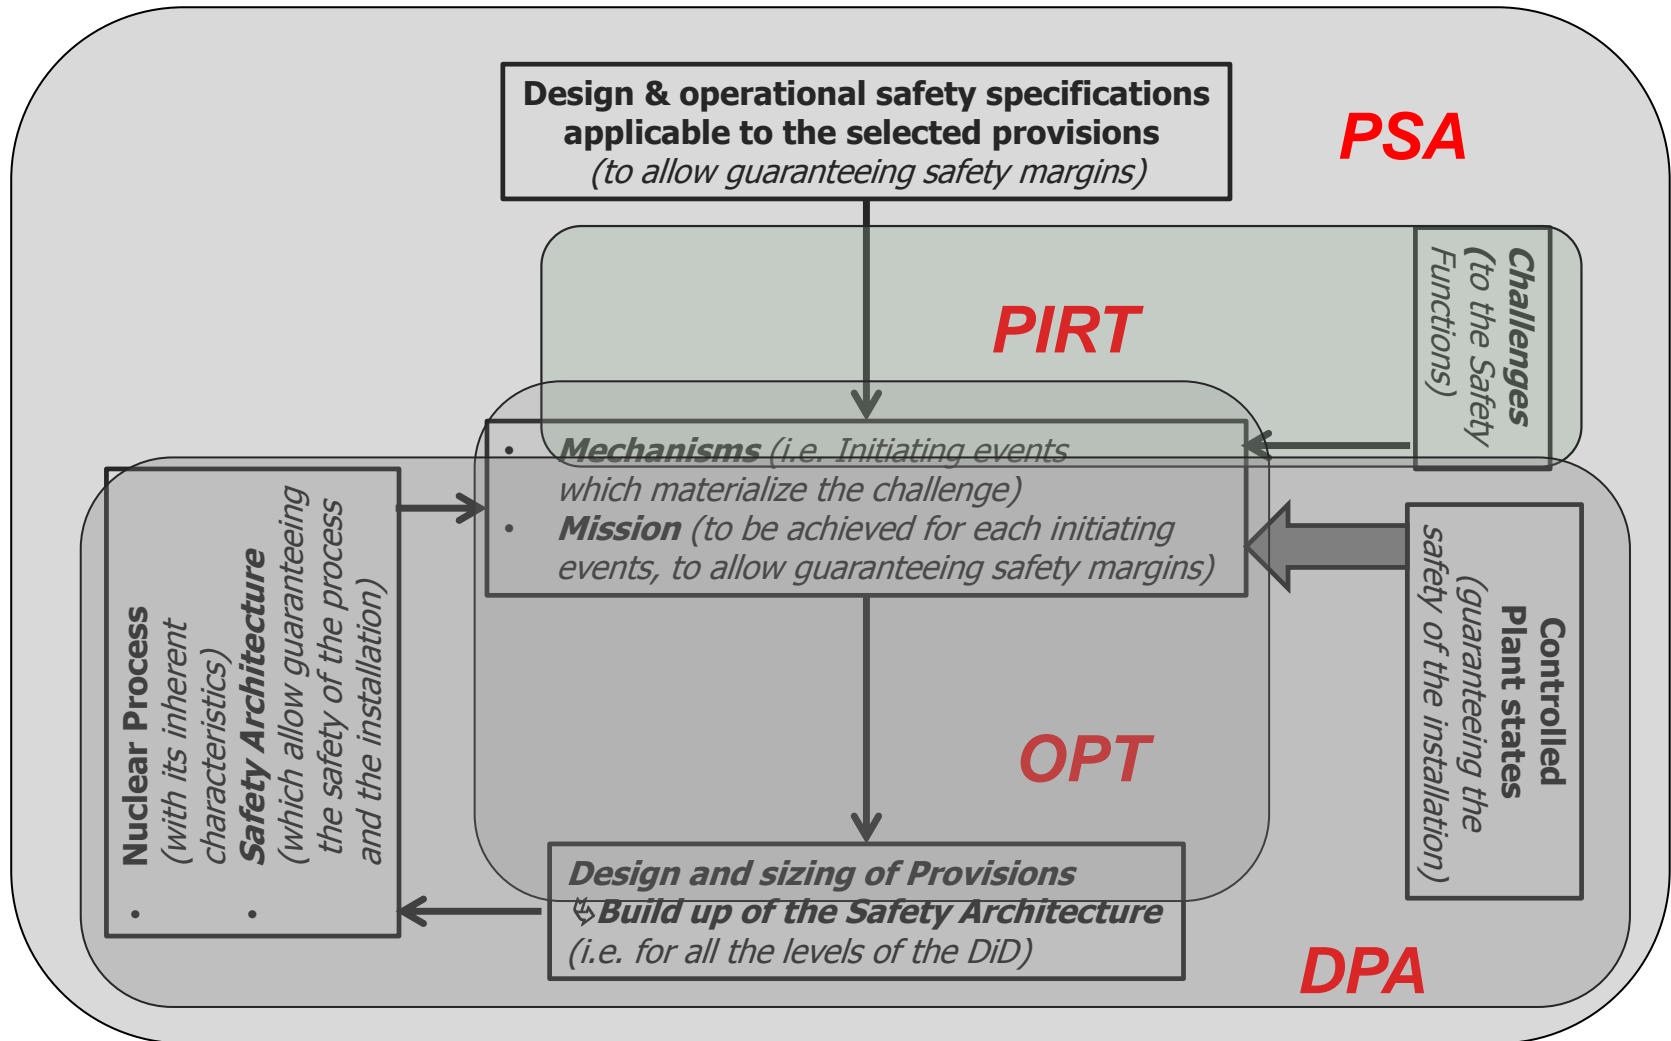 Design & operational safety specifications
applicable to the selected provisions
(to allow guaranteeing safety margins)
PSA
Challenges
(to the Safety
Functions)
PIRT
• Mechanisms (i.e. Initiating events
which materialize the challenge)
• Mission (to be achieved for each initiating
events, to allow guaranteeing safety margins)
• Nuclear Process
(with its inherent
characteristics)
• Safety Architecture
(which allow guaranteeing
the safety of the process
and the installation)
Controlled
Plant states
(guaranteeing the
safety of the installation)
OPT
Design and sizing of Provisions
Build up of the Safety Architecture
(i.e. for all the levels of the DiD)
DPA